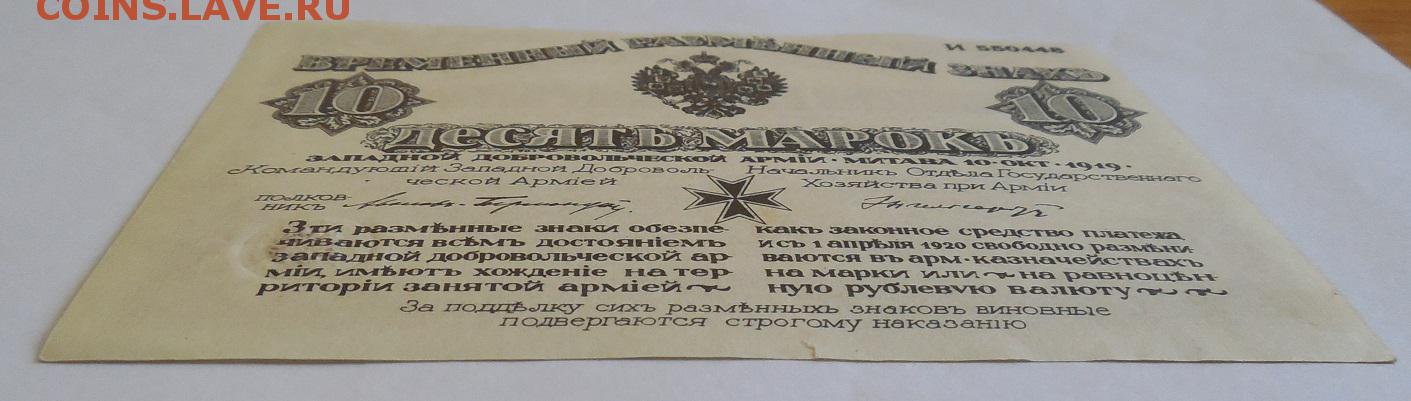 COINS.LAVE.RU
И 550448
ВРЕМЕННЫЙ РАЗМѢННЫЙ ЗНАКЪ
10 10
ДЕСЯТЬ МАРОКЪ
ЗАПАДНОЙ ДОБРОВОЛЬЧЕСКОЙ АРМІИ · МИТАВА 10 · ОКТ · 1919 ·
Командующій Западной Доброволь-
ческой Арміей
ПОЛКОВ-
НИКЪ
Начальникъ Отдѣла Государственнаго
Хозяйства при Арміи
Эти размѣнные знаки обезпе-
чиваются всѣмъ достояніемъ
Западной добровольческой ар-
міи, имѣютъ хожденіе на тер-
риторіи занятой арміей
какъ законное средство платежа,
и съ 1 апрѣля 1920 свободно размѣни-
ваются въ арм. казначействахъ
на марки или на равноцѣн-
ную рублевую валюту
За поддѣлку сихъ размѣнныхъ знаковъ виновные
подвергаются строгому наказанію